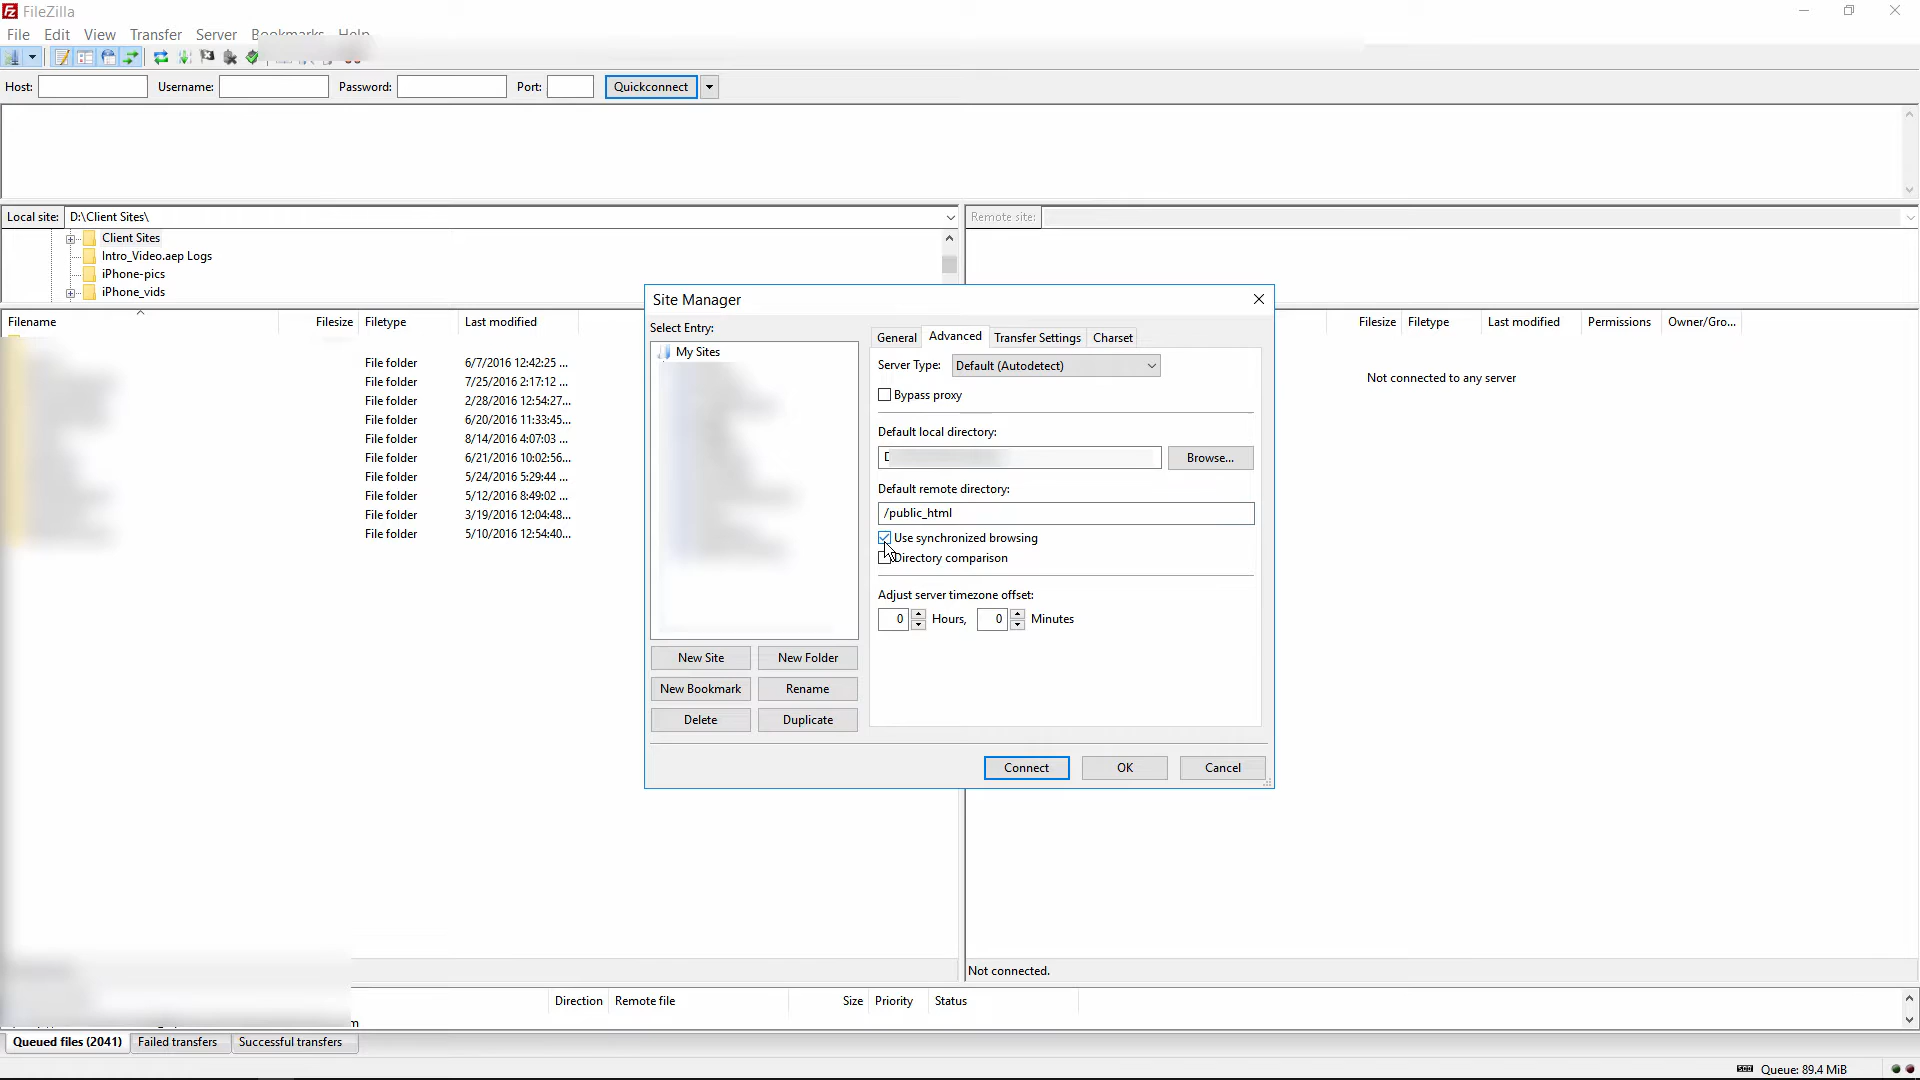 FileZilla
File Edit View Transfer Server Bookmarks Help
Host: Username: Password: Port: Quickconnect
Local site: D:\Client Sites\
Remote site:
Client Sites
Intro_Video.aep Logs
iPhone-pics
iPhone_vids
Filename Filesize Filetype Last modified
File folder 6/7/2016 12:42:25 ...
File folder 7/25/2016 2:17:12 ...
File folder 2/28/2016 12:54:27...
File folder 6/20/2016 11:33:45...
File folder 8/14/2016 4:07:03 ...
File folder 6/21/2016 10:02:56...
File folder 5/24/2016 5:29:44 ...
File folder 5/12/2016 8:49:02 ...
File folder 3/19/2016 12:04:48...
File folder 5/10/2016 12:54:40...
Site Manager
Select Entry:
My Sites
New Site New Folder
New Bookmark Rename
Delete Duplicate
General Advanced Transfer Settings Charset
Server Type: Default (Autodetect)
Bypass proxy
Default local directory:
Browse...
Default remote directory:
/public_html
Use synchronized browsing
Directory comparison
Adjust server timezone offset:
0 Hours, 0 Minutes
Connect OK Cancel
Filesize Filetype Last modified Permissions Owner/Gro...
Not connected to any server
Not connected.
Direction Remote file Size Priority Status
Queued files (2041) Failed transfers Successful transfers
Queue: 89.4 MiB